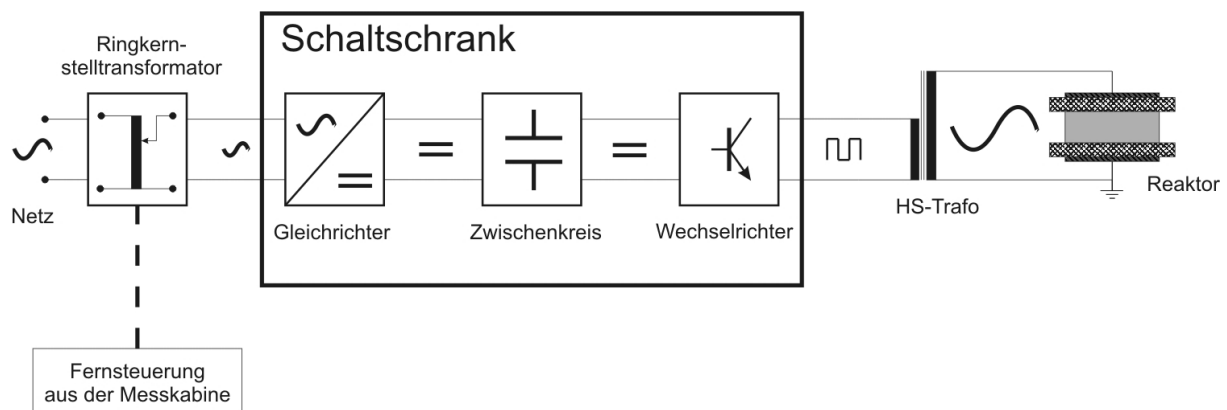 Ringkern-
stelltransformator
Schaltschrank
Netz
Gleichrichter
Zwischenkreis
Wechselrichter
HS-Trafo
Reaktor
Fernsteuerung
aus der Messkabine